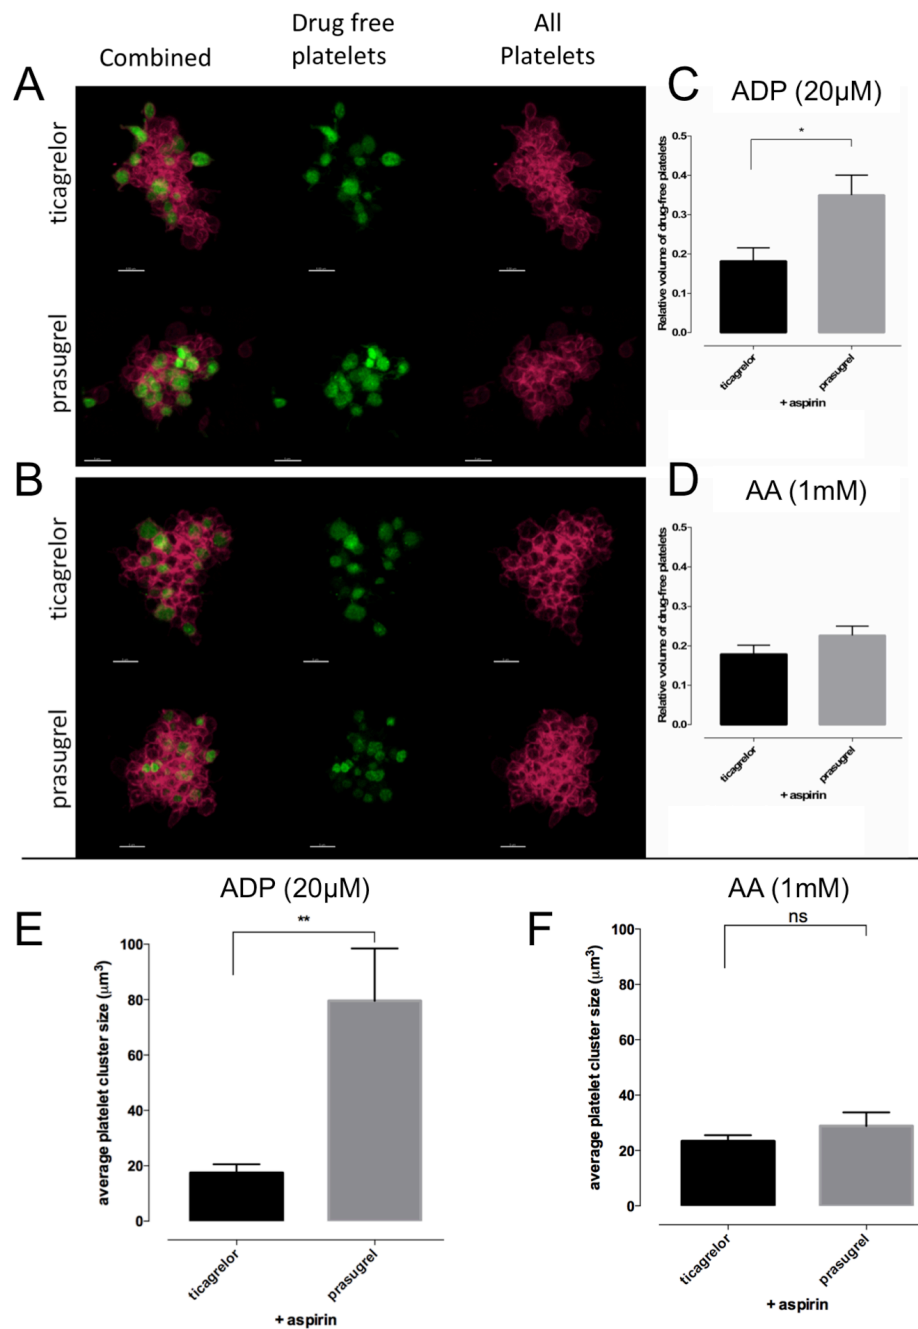 Combined
Drug free
platelets
All
Platelets
A
ticagrelor
prasugrel
B
ticagrelor
prasugrel
C
ADP (20µM)
Relative volume of drug-free platelets
0.5
0.4
0.3
0.2
0.1
0.0
*
ticagrelor
prasugrel
+ aspirin
D
AA (1mM)
Relative volume of drug-free platelets
0.5
0.4
0.3
0.2
0.1
0.0
ticagrelor
prasugrel
+ aspirin
E
ADP (20µM)
average platelet cluster size (µm³)
100
80
60
40
20
0
**
ticagrelor
prasugrel
+ aspirin
F
AA (1mM)
average platelet cluster size (µm³)
100
80
60
40
20
0
ns
ticagrelor
prasugrel
+ aspirin